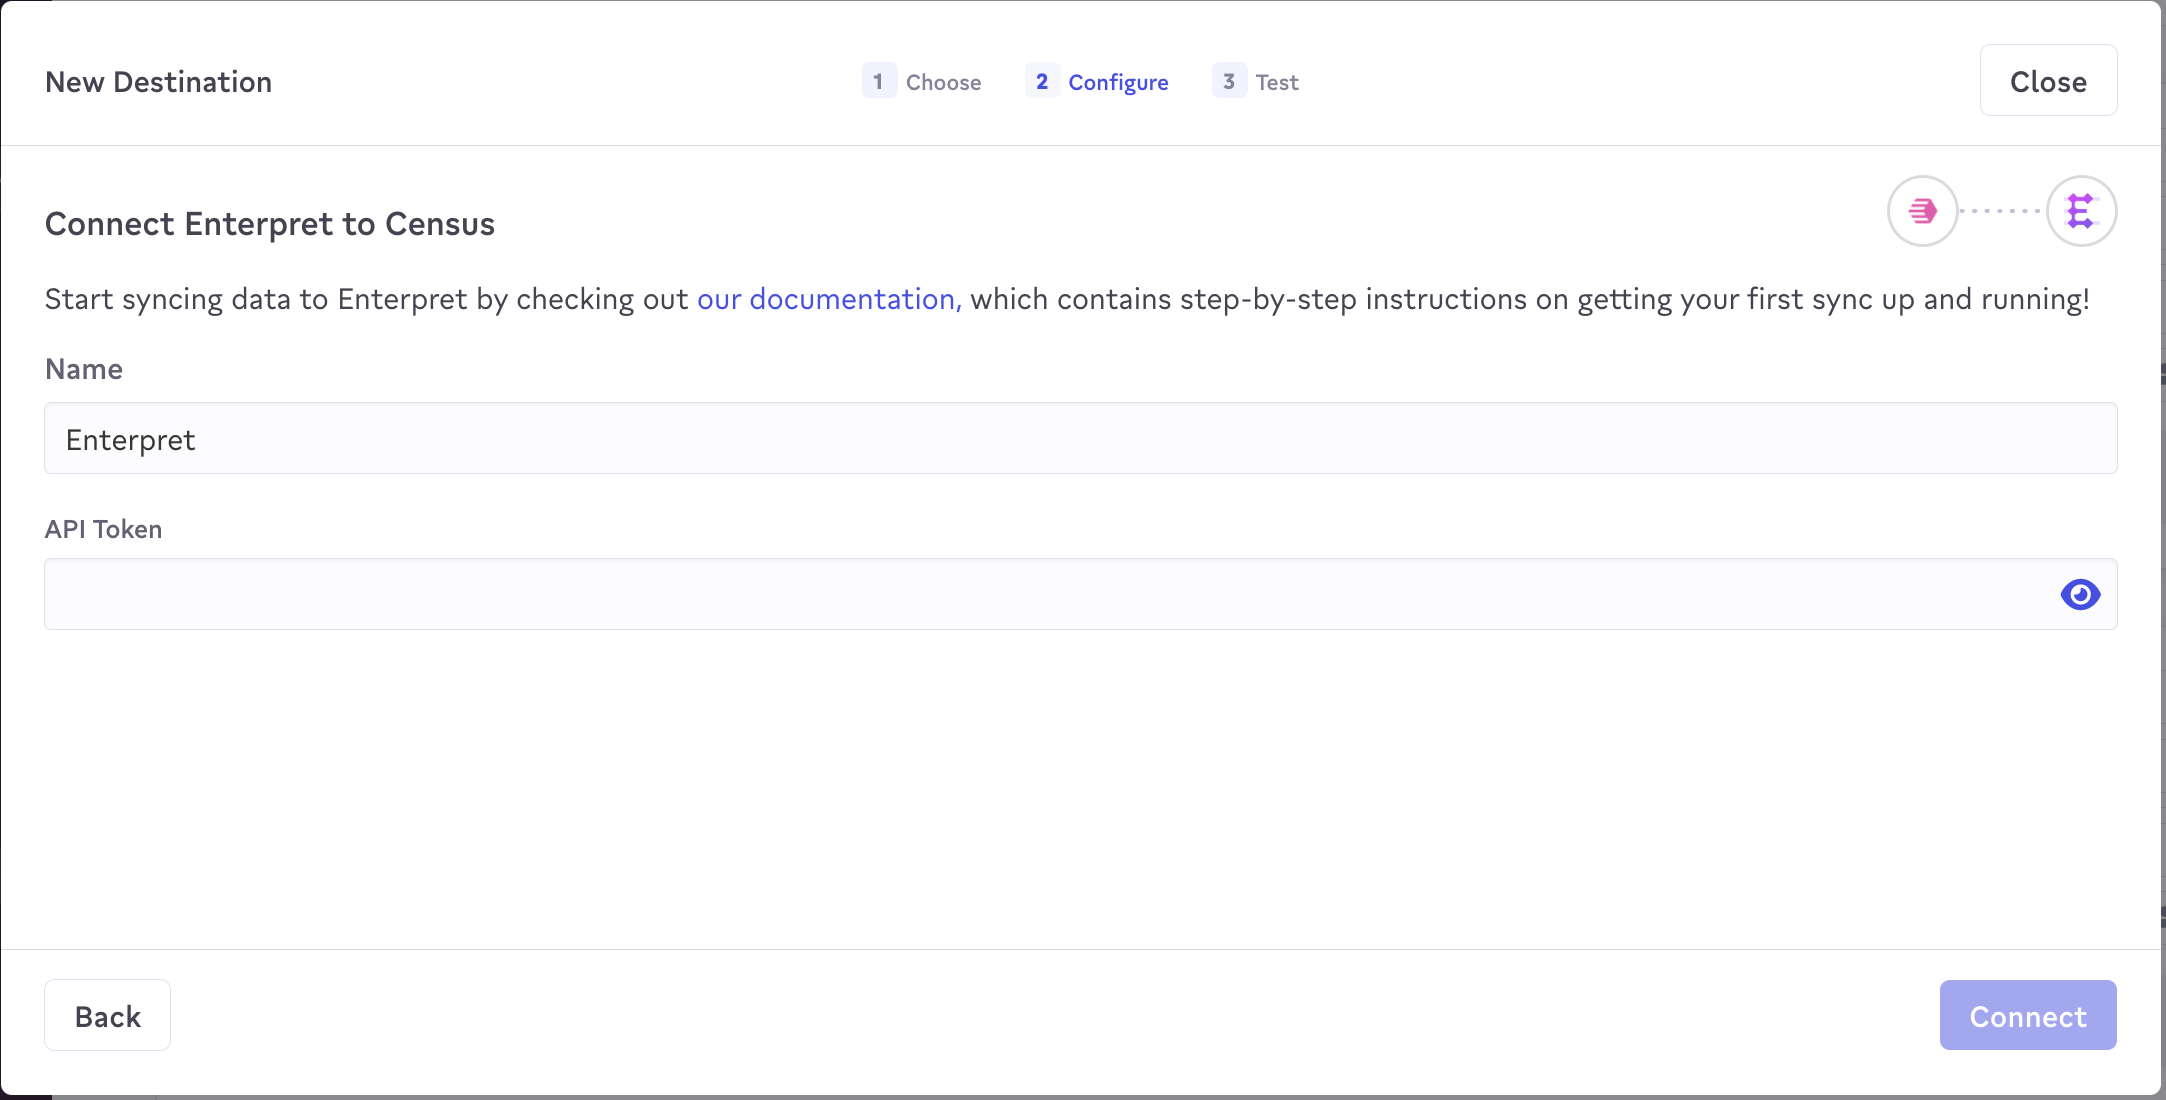 New Destination
1 Choose
2 Configure
3 Test
Close
Connect Enterpret to Census
Start syncing data to Enterpret by checking out our documentation, which contains step-by-step instructions on getting your first sync up and running!
Name
Enterpret
API Token
Back
Connect